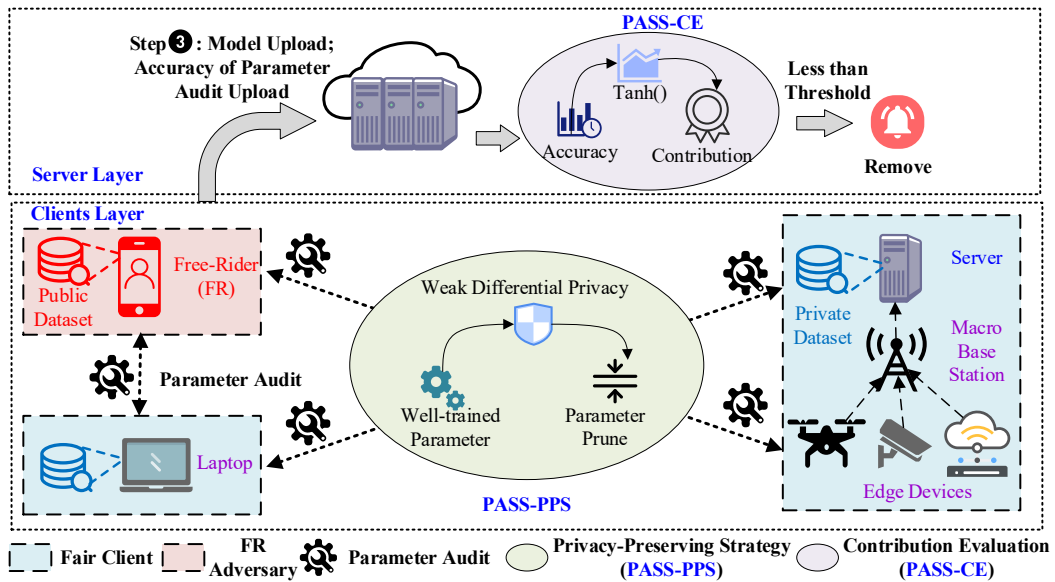 PASS-CE
Step 3 : Model Upload;
Accuracy of Parameter
Audit Upload
Tanh()
Accuracy
Contribution
Less than
Threshold
Remove
Server Layer
Clients Layer
Public
Dataset
Free-Rider
(FR)
Parameter Audit
Laptop
Weak Differential Privacy
Well-trained
Parameter
Parameter
Prune
PASS-PPS
Private
Dataset
Server
Macro
Base
Station
Edge Devices
Fair Client
FR
Adversary
Parameter Audit
Privacy-Preserving Strategy
(PASS-PPS)
Contribution Evaluation
(PASS-CE)